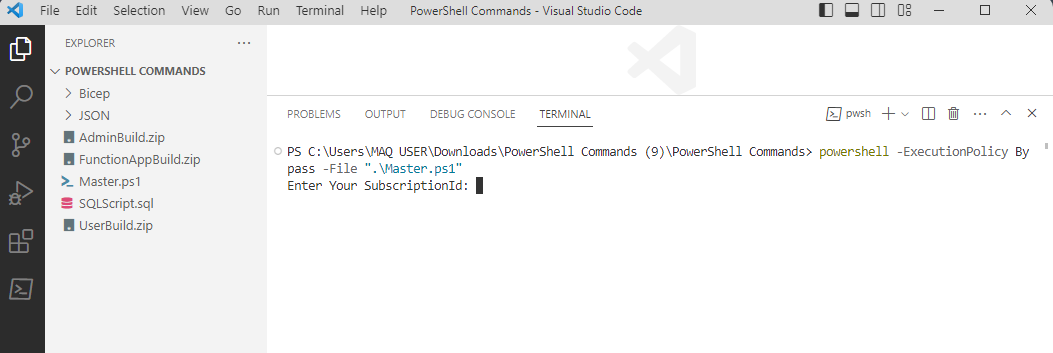 File Edit Selection View Go Run Terminal Help PowerShell Commands - Visual Studio Code
EXPLORER
POWERSHELL COMMANDS
Bicep
JSON
AdminBuild.zip
FunctionAppBuild.zip
Master.ps1
SQLScript.sql
UserBuild.zip
PROBLEMS OUTPUT DEBUG CONSOLE TERMINAL pwsh
PS C:\Users\MAQ USER\Downloads\PowerShell Commands (9)\PowerShell Commands> powershell -ExecutionPolicy By
pass -File ".\Master.ps1"
Enter Your SubscriptionId: